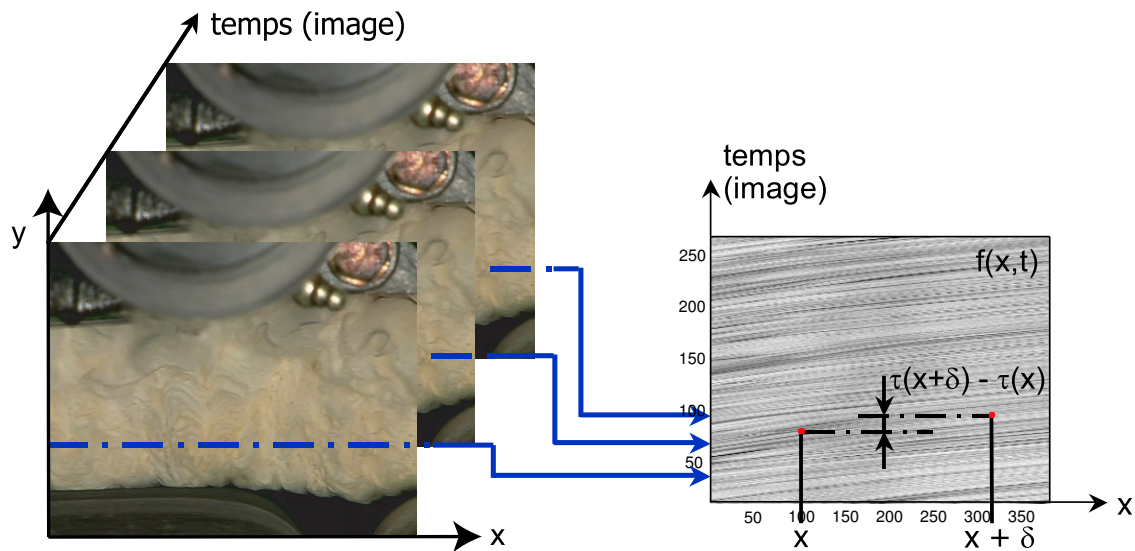 temps (image)
y
x
temps
(image)
f(x,t)
250
200
150
τ(x+δ) - τ(x)
100
50
50 100 150 200 250 300 350
x
x
x + δ